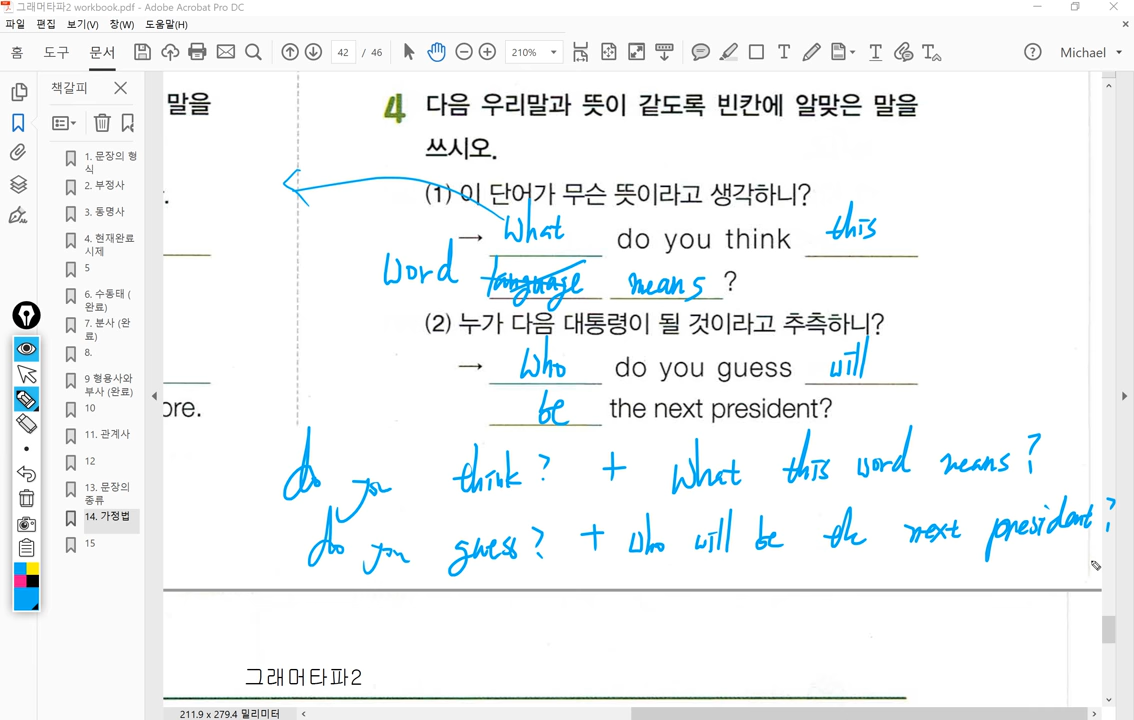 그래머타파2 workbook.pdf - Adobe Acrobat Pro DC
파일 편집 보기(V) 창(W) 도움말(H)
홈 도구 문서 42 / 46 210% Michael
책갈피
1. 문장의 형식
2. 부정사
3. 동명사
4. 현재완료 시제
5
6. 수동태 (완료)
7. 분사 (완료)
8.
9 형용사와 부사 (완료)
10
11. 관계사
12
13. 문장의 종류
14. 가정법
15
말을
.
ore.
4 다음 우리말과 뜻이 같도록 빈칸에 알맞은 말을
쓰시오.
(1) 이 단어가 무슨 뜻이라고 생각하니?
→ What do you think this
word language means ?
(2) 누가 다음 대통령이 될 것이라고 추측하니?
→ Who do you guess will
be the next president?
do you think? + What this word means?
do you guess? + who will be the next president?
그래머타파2
211.9 x 279.4 밀리미터